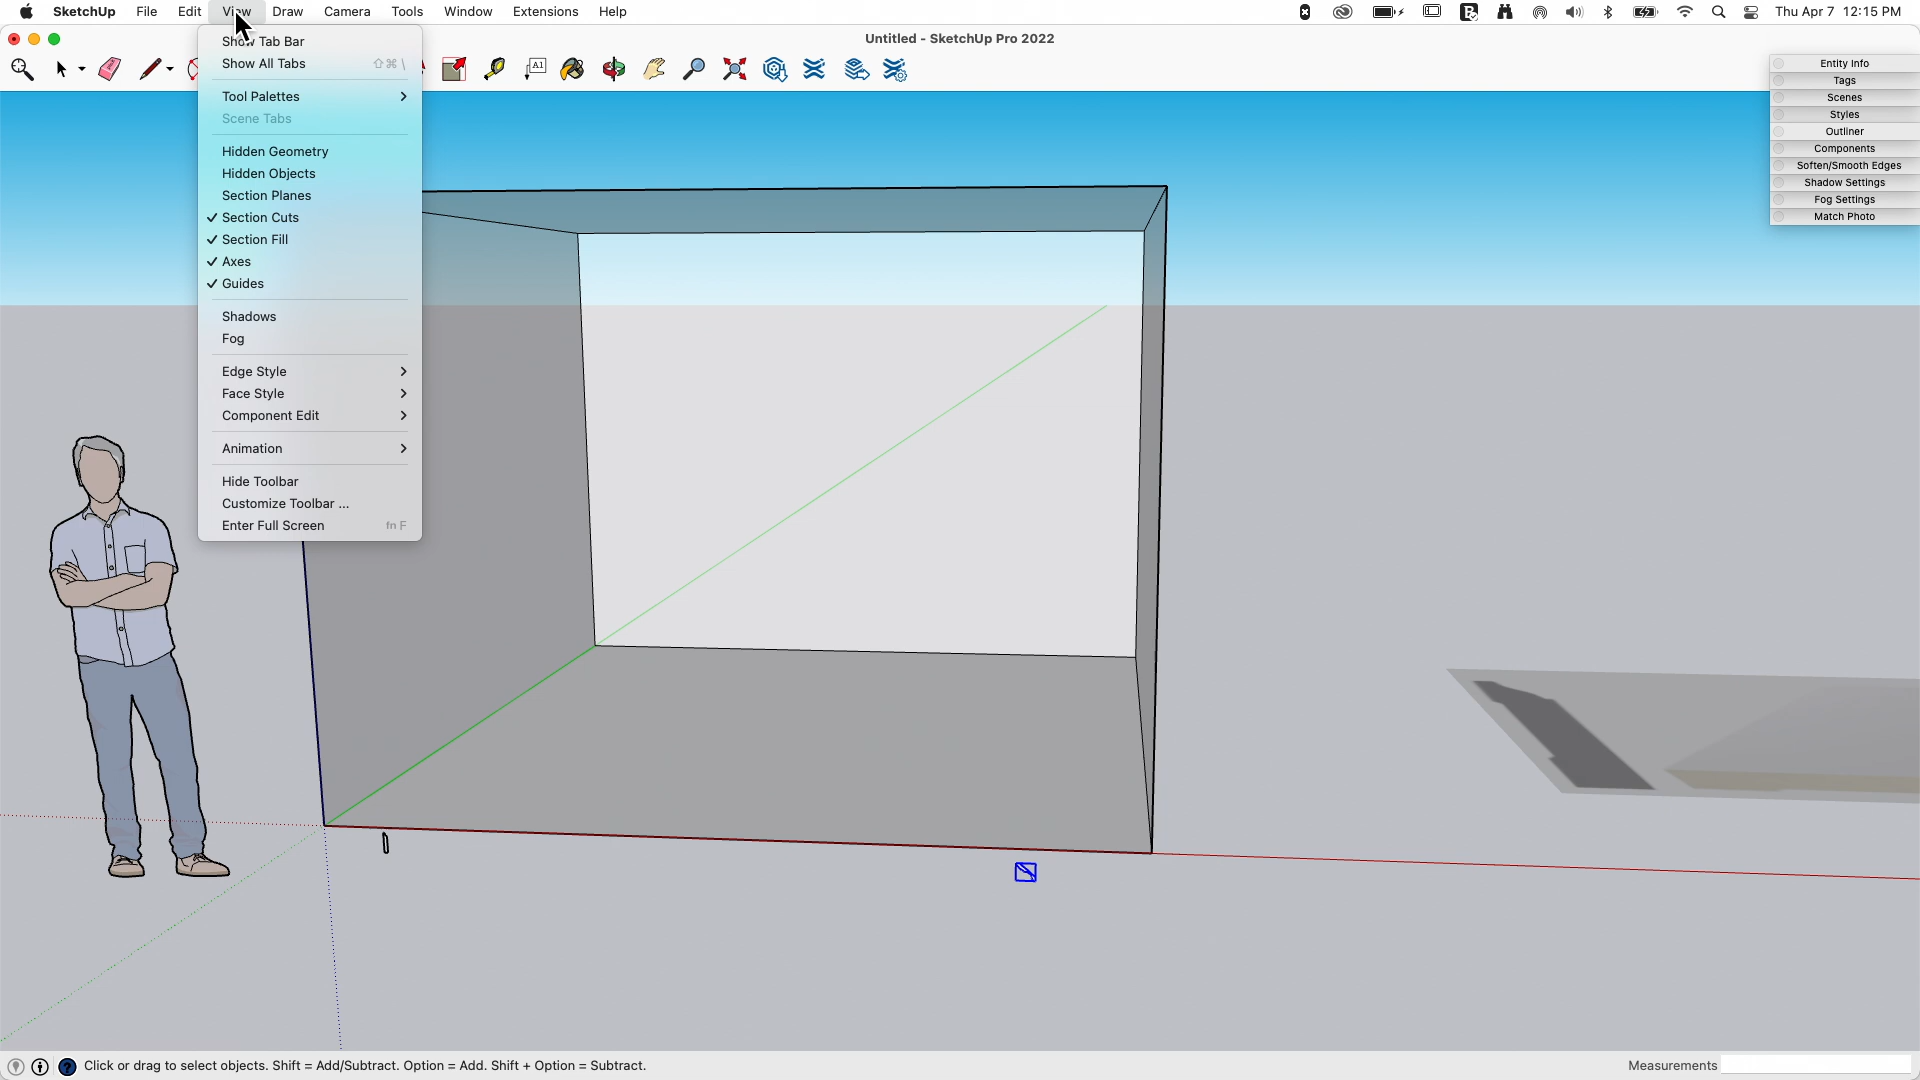 SketchUp File Edit View Draw Camera Tools Window Extensions Help Thu Apr 7 12:15 PM
Untitled - SketchUp Pro 2022
Show Tab Bar
Show All Tabs ⇧⌘\
Tool Palettes
Scene Tabs
Hidden Geometry
Hidden Objects
Section Planes
✓ Section Cuts
✓ Section Fill
✓ Axes
✓ Guides
Shadows
Fog
Edge Style
Face Style
Component Edit
Animation
Hide Toolbar
Customize Toolbar ...
Enter Full Screen fn F
A1
Entity Info
Tags
Scenes
Styles
Outliner
Components
Soften/Smooth Edges
Shadow Settings
Fog Settings
Match Photo
Click or drag to select objects. Shift = Add/Subtract. Option = Add. Shift + Option = Subtract.
Measurements